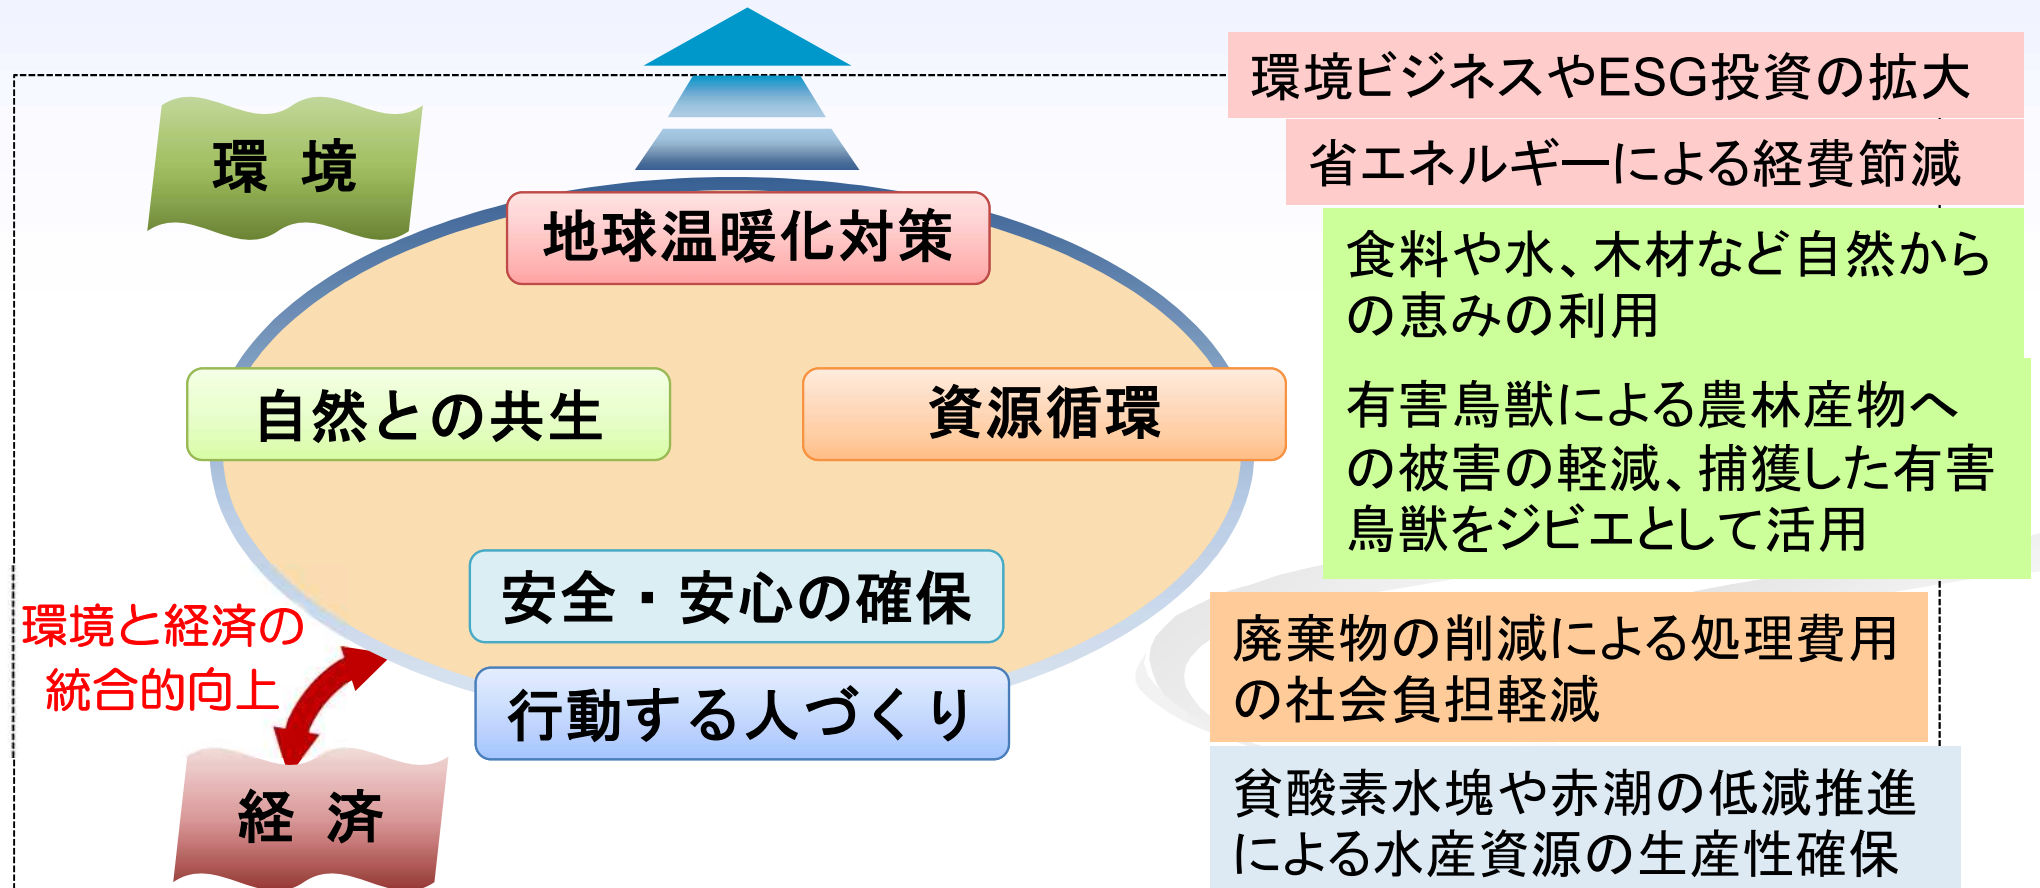 環境
地球温暖化対策
自然との共生
資源循環
安全・安心の確保
行動する人づくり
環境と経済の
統合的向上
経済
環境ビジネスやESG投資の拡大
省エネルギーによる経費節減
食料や水、木材など自然から
の恵みの利用
有害鳥獣による農林産物へ
の被害の軽減、捕獲した有害
鳥獣をジビエとして活用
廃棄物の削減による処理費用
の社会負担軽減
貧酸素水塊や赤潮の低減推進
による水産資源の生産性確保